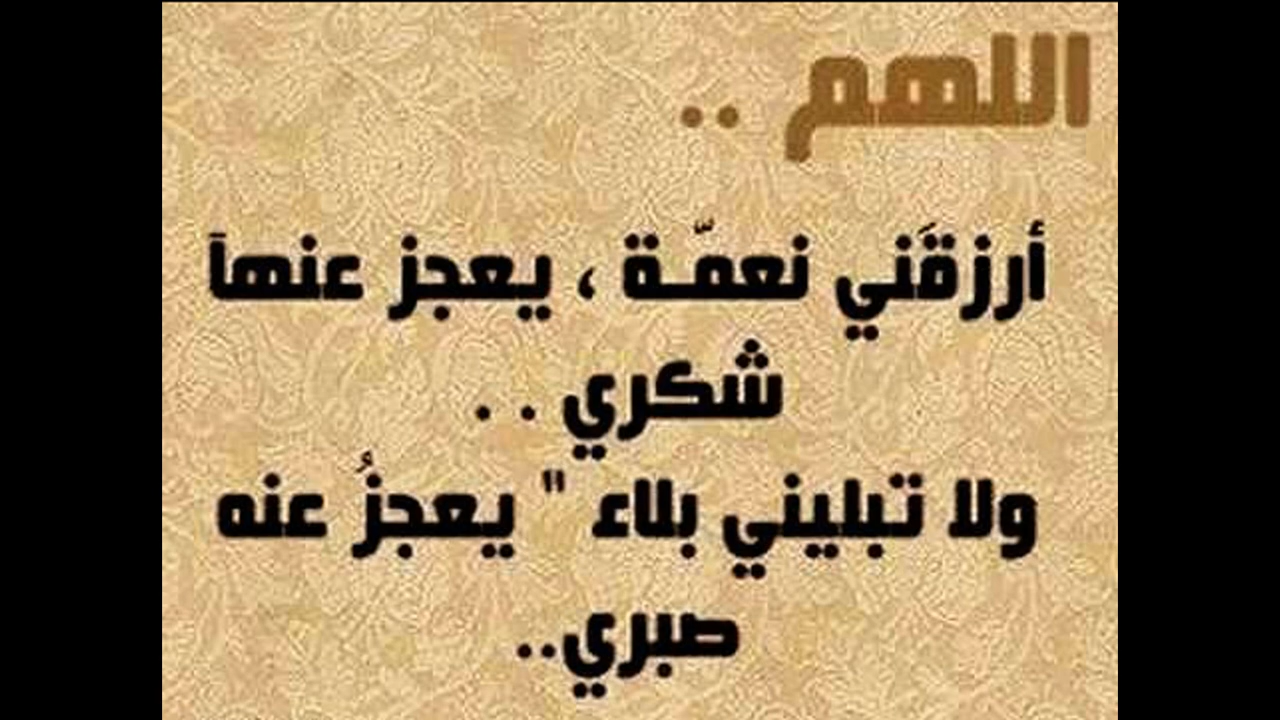 اللهم ..
أرزقَني نعمّـة ، يعجز عنهاَ
شكري . .
ولا تبليني بلاء " يعجزُ عنه
صبري..